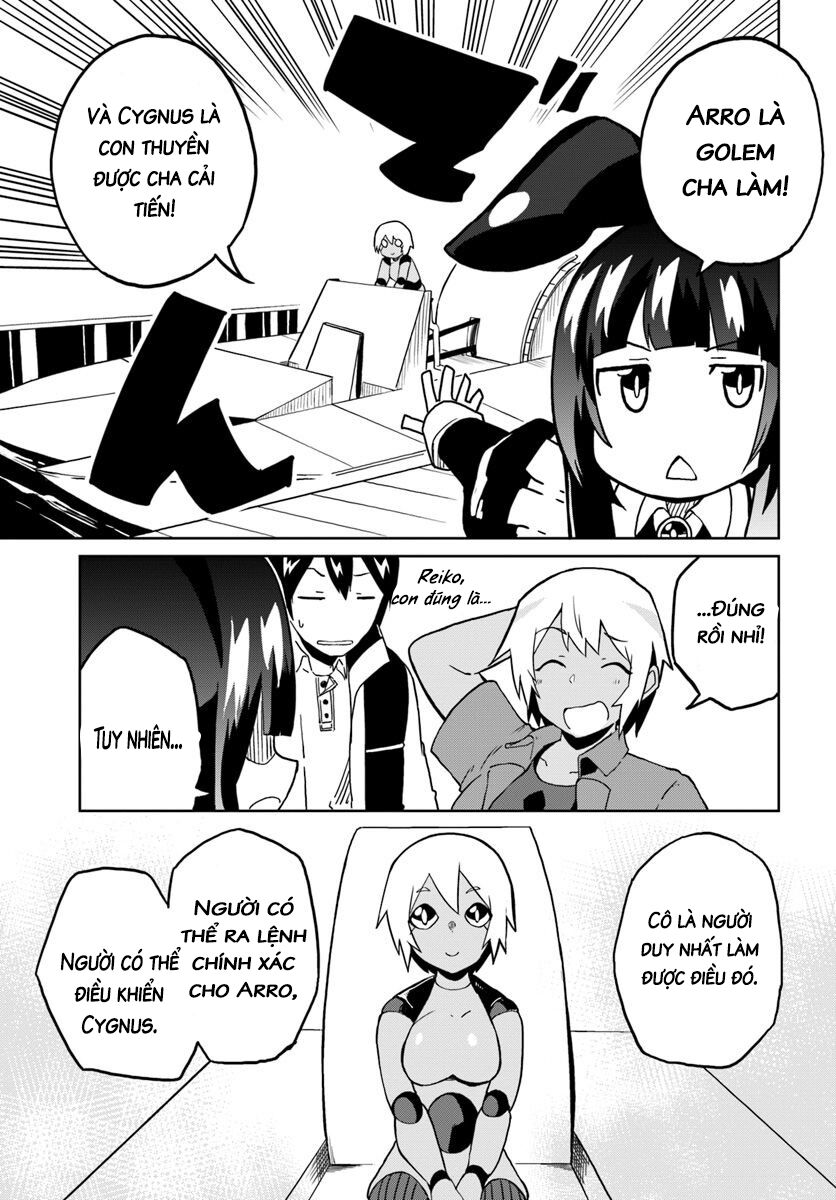 ARRO LÀ
GOLEM
CHA LÀM!
VÀ CYGNUS LÀ
CON THUYỀN
ĐƯỢC CHA CẢI
TIẾN!
...ĐÚNG
RỒI NHỈ!
Reiko,
con đúng là...
TUY NHIÊN...
CÔ LÀ NGƯỜI
DUY NHẤT LÀM
ĐƯỢC ĐIỀU ĐÓ.
NGƯỜI CÓ
THỂ RA LỆNH
CHÍNH XÁC
CHO ARRO,
NGƯỜI CÓ THỂ
ĐIỀU KHIỂN
CYGNUS.